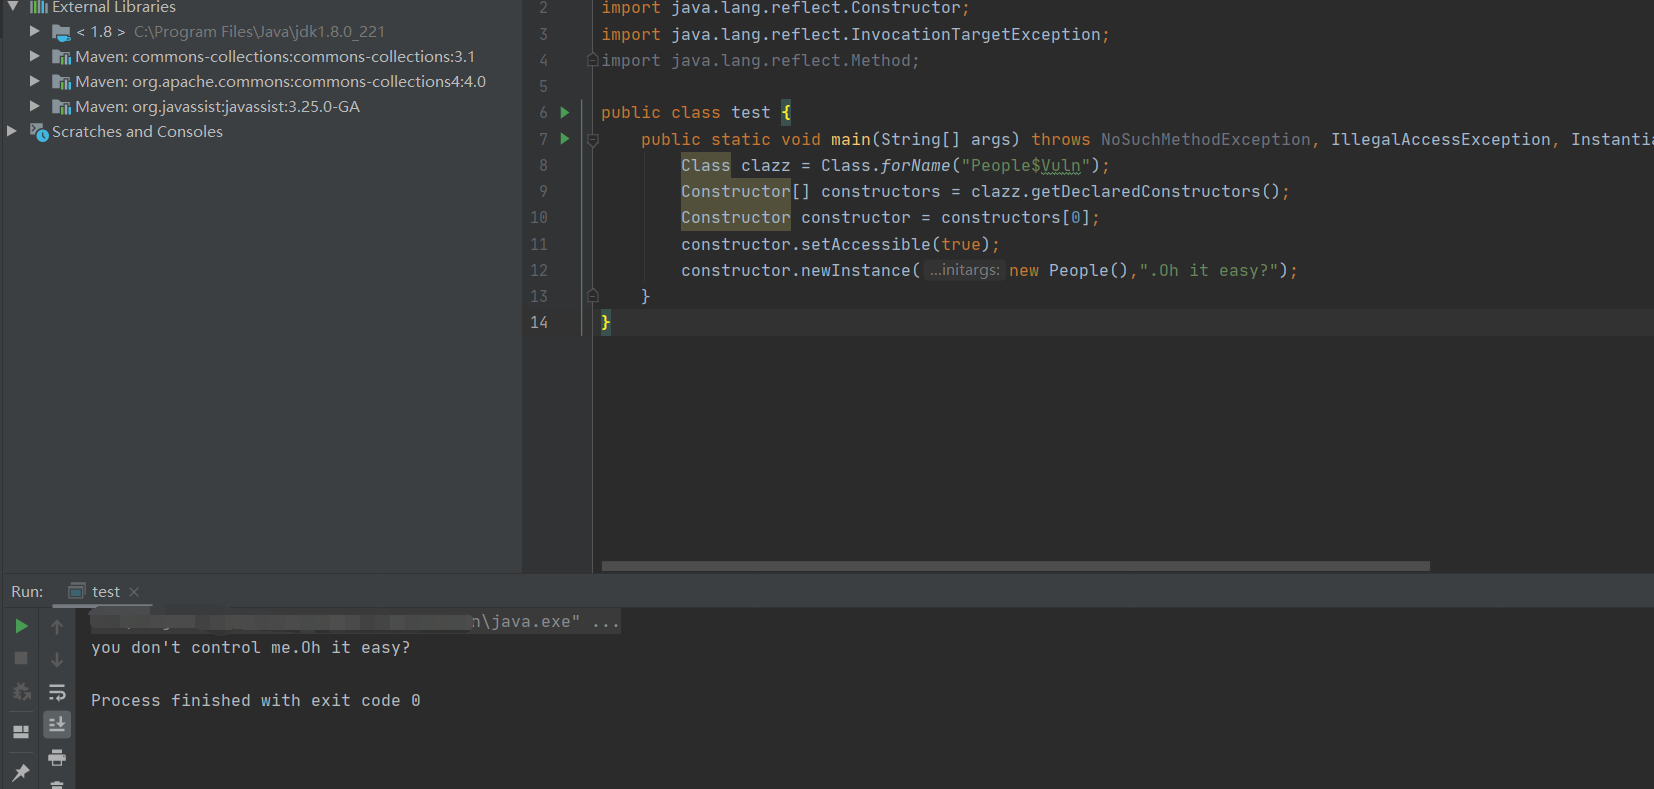 External Libraries
< 1.8 > C:\Program Files\Java\jdk1.8.0_221
Maven: commons-collections:commons-collections:3.1
Maven: org.apache.commons:commons-collections4:4.0
Maven: org.javassist:javassist:3.25.0-GA
Scratches and Consoles
2 import java.lang.reflect.Constructor;
3 import java.lang.reflect.InvocationTargetException;
4 import java.lang.reflect.Method;
5
6 public class test {
7 public static void main(String[] args) throws NoSuchMethodException, IllegalAccessException, Instantia
8 Class clazz = Class.forName("People$Vuln");
9 Constructor[] constructors = clazz.getDeclaredConstructors();
10 Constructor constructor = constructors[0];
11 constructor.setAccessible(true);
12 constructor.newInstance( ...initargs: new People(),".Oh it easy?");
13 }
14 }
Run: test
n\java.exe" ...
you don't control me.Oh it easy?
Process finished with exit code 0